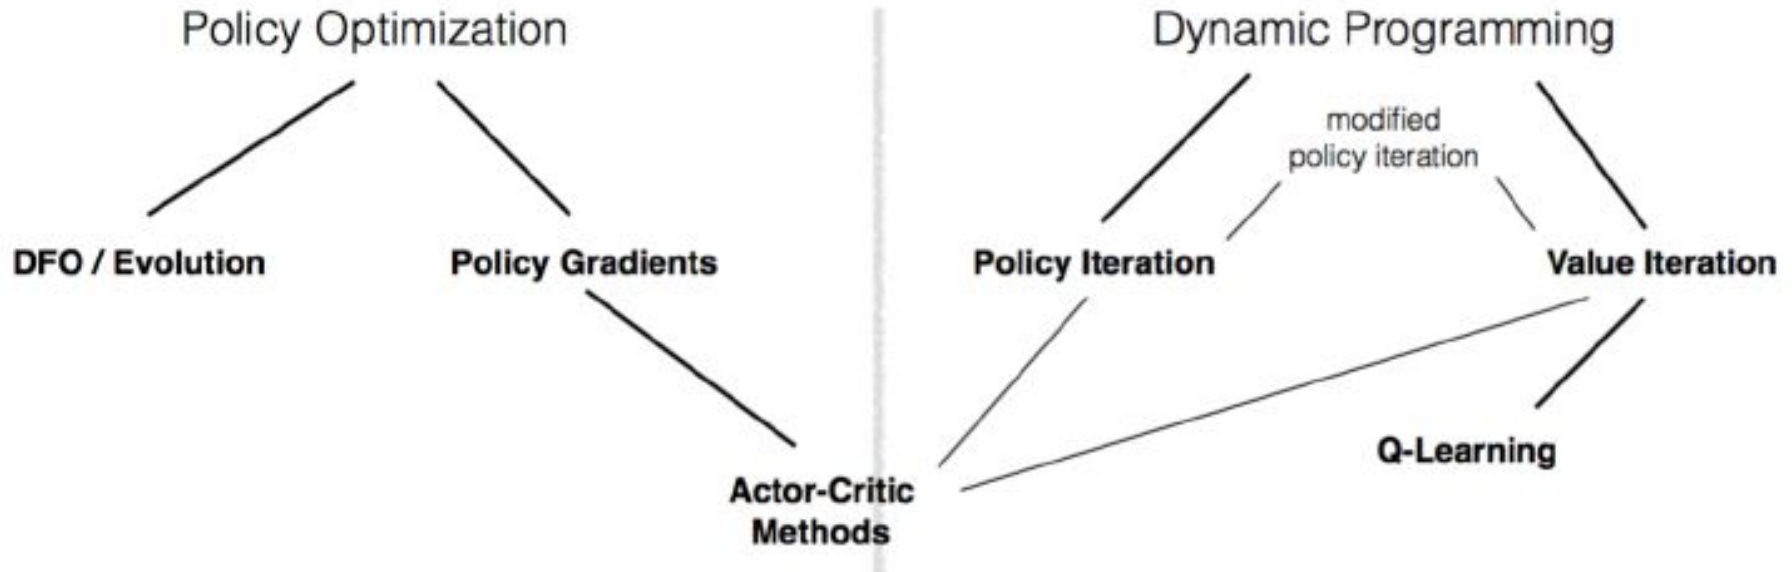 Policy Optimization
Dynamic Programming
modified
policy iteration
DFO / Evolution
Policy Gradients
Policy Iteration
Value Iteration
Q-Learning
Actor-Critic
Methods